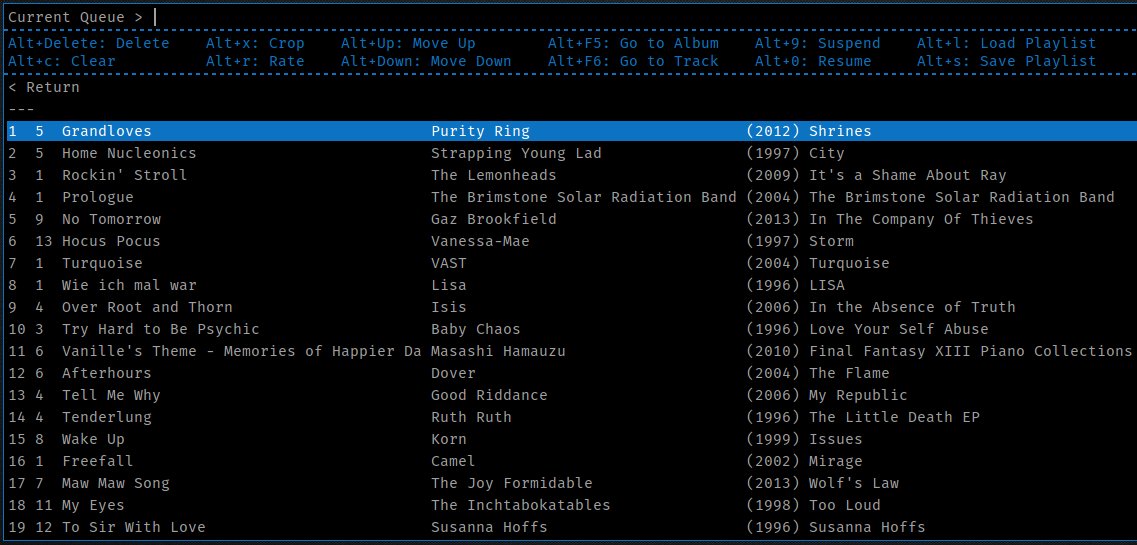 Current Queue >
Alt+Delete: Delete Alt+x: Crop Alt+Up: Move Up Alt+F5: Go to Album Alt+9: Suspend Alt+l: Load Playlist
Alt+c: Clear Alt+r: Rate Alt+Down: Move Down Alt+F6: Go to Track Alt+0: Resume Alt+s: Save Playlist
< Return
---
1 5 Grandloves Purity Ring (2012) Shrines
2 5 Home Nucleonics Strapping Young Lad (1997) City
3 1 Rockin' Stroll The Lemonheads (2009) It's a Shame About Ray
4 1 Prologue The Brimstone Solar Radiation Band (2004) The Brimstone Solar Radiation Band
5 9 No Tomorrow Gaz Brookfield (2013) In The Company Of Thieves
6 13 Hocus Pocus Vanessa-Mae (1997) Storm
7 1 Turquoise VAST (2004) Turquoise
8 1 Wie ich mal war Lisa (1996) LISA
9 4 Over Root and Thorn Isis (2006) In the Absence of Truth
10 3 Try Hard to Be Psychic Baby Chaos (1996) Love Your Self Abuse
11 6 Vanille's Theme - Memories of Happier Da Masashi Hamauzu (2010) Final Fantasy XIII Piano Collections
12 6 Afterhours Dover (2004) The Flame
13 4 Tell Me Why Good Riddance (2006) My Republic
14 4 Tenderlung Ruth Ruth (1996) The Little Death EP
15 8 Wake Up Korn (1999) Issues
16 1 Freefall Camel (2002) Mirage
17 7 Maw Maw Song The Joy Formidable (2013) Wolf's Law
18 11 My Eyes The Inchtabokatables (1998) Too Loud
19 12 To Sir With Love Susanna Hoffs (1996) Susanna Hoffs